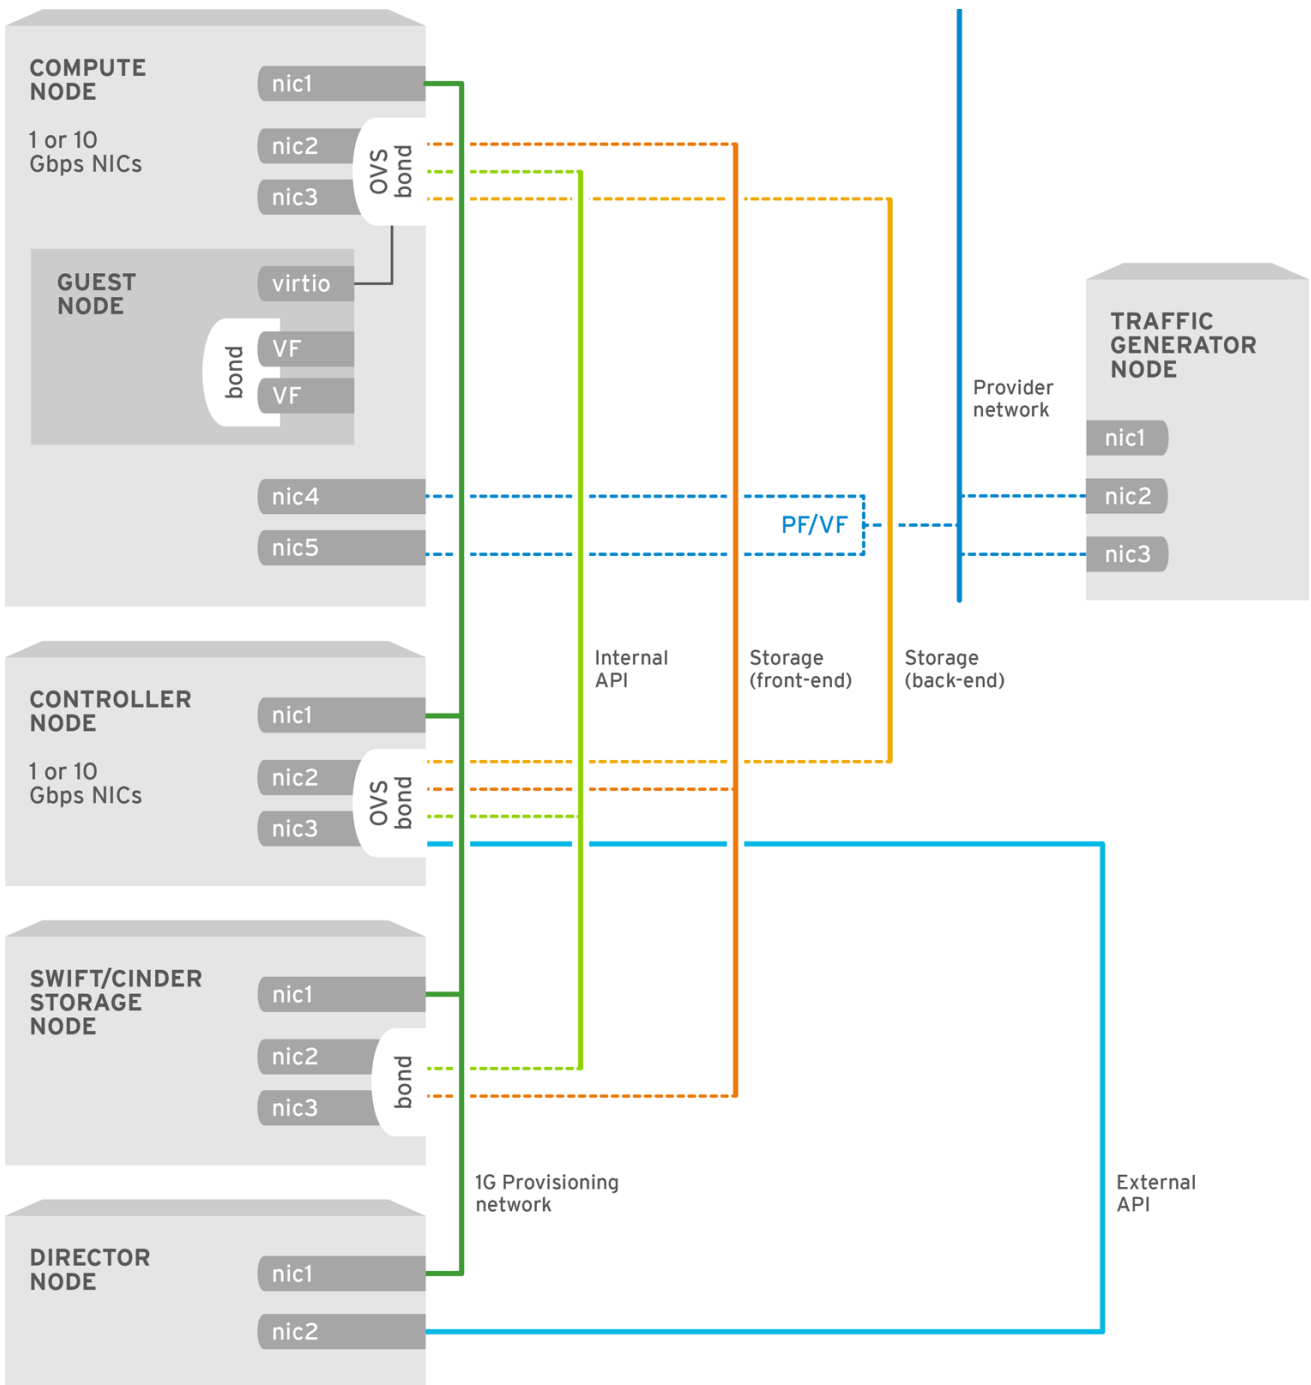 COMPUTE
NODE
1 or 10
Gbps NICs
nic1
nic2
nic3
OVS
bond
GUEST
NODE
virtio
bond
VF
VF
nic4
nic5
PF/VF
Provider
network
TRAFFIC
GENERATOR
NODE
nic1
nic2
nic3
Internal
API
Storage
(front-end)
Storage
(back-end)
CONTROLLER
NODE
1 or 10
Gbps NICs
nic1
nic2
nic3
OVS
bond
SWIFT/CINDER
STORAGE
NODE
nic1
nic2
nic3
bond
1G Provisioning
network
External
API
DIRECTOR
NODE
nic1
nic2